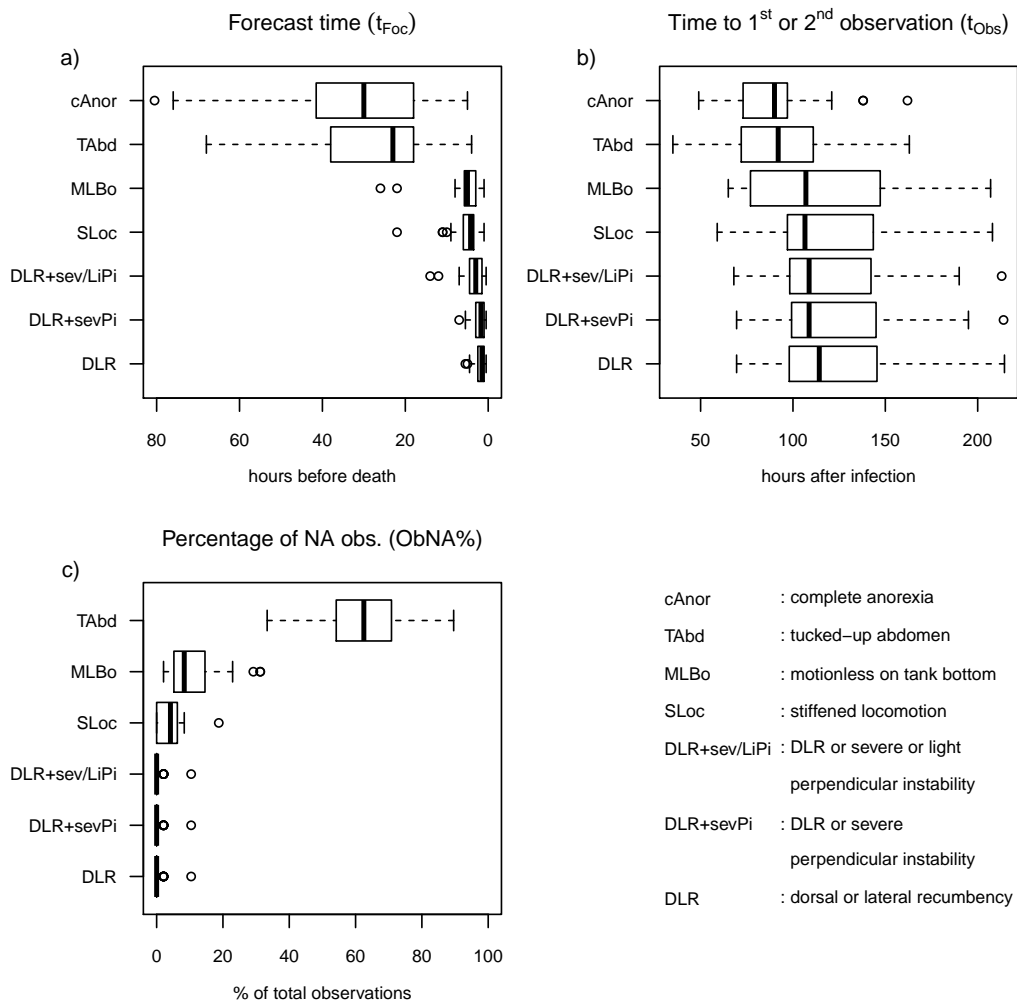 Forecast time (tFoc)
a)
cAnor
TAbd
MLBo
SLoc
DLR+sev/LiPi
DLR+sevPi
DLR
80 60 40 20 0
hours before death
Time to 1st or 2nd observation (tObs)
b)
cAnor
TAbd
MLBo
SLoc
DLR+sev/LiPi
DLR+sevPi
DLR
50 100 150 200
hours after infection
Percentage of NA obs. (ObNA%)
c)
TAbd
MLBo
SLoc
DLR+sev/LiPi
DLR+sevPi
DLR
0 20 40 60 80 100
% of total observations
cAnor : complete anorexia
TAbd : tucked−up abdomen
MLBo : motionless on tank bottom
SLoc : stiffened locomotion
DLR+sev/LiPi : DLR or severe or light
perpendicular instability
DLR+sevPi : DLR or severe
perpendicular instability
DLR : dorsal or lateral recumbency